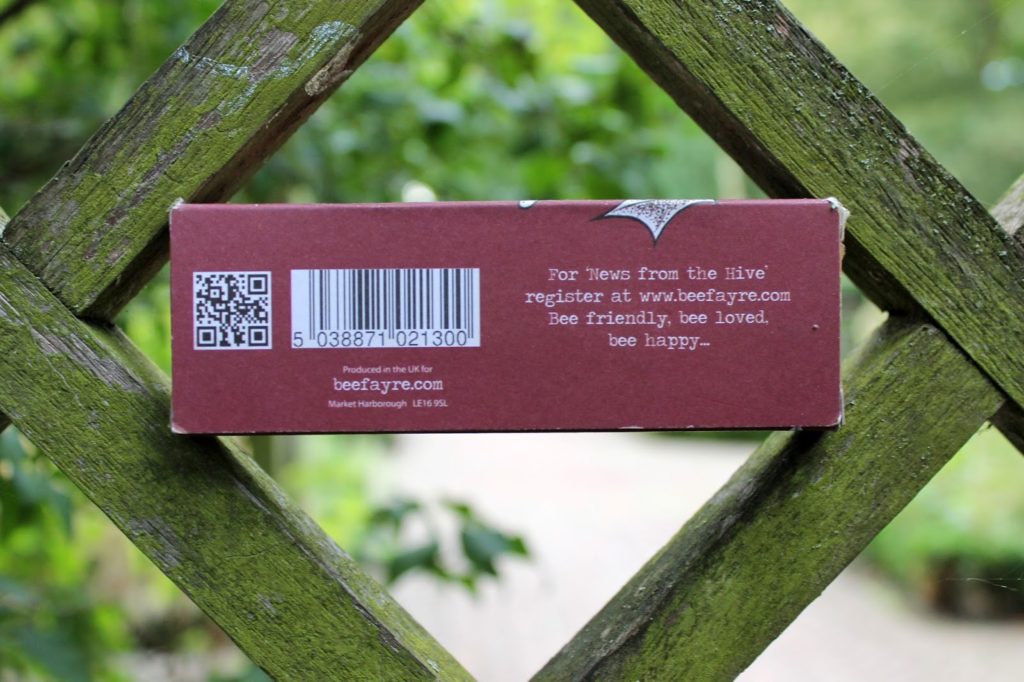 5 038871 021300
Produced in the UK for
beefayre.com
Market Harborough LE16 9SL
For 'News from the Hive'
register at www.beefayre.com
Bee friendly, bee loved,
bee happy...